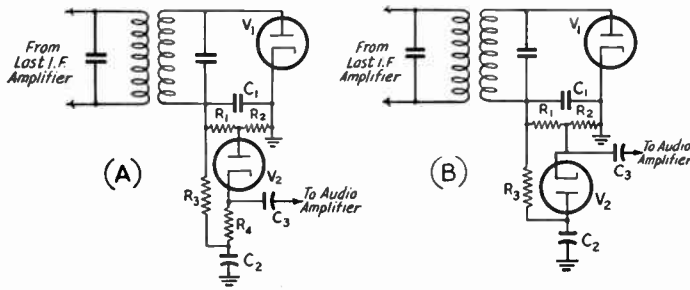 From
Last I.F.
Amplifier
V₁
C₁
R₁ R₂
(A)
V₂
R₃
To Audio
Amplifier
C₃
R₄
C₂
From
Last I.F.
Amplifier
V₁
C₁
R₁ R₂
(B)
To Audio
Amplifier
C₃
R₃
V₂
C₂